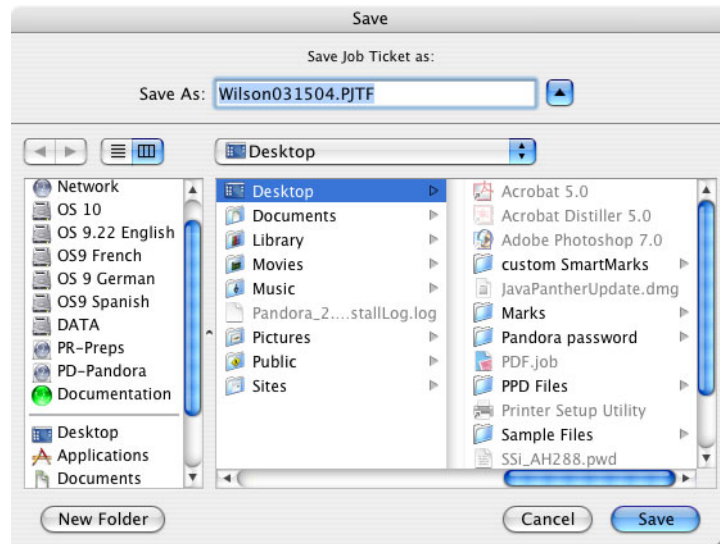 Save
Save Job Ticket as:
Save As: Wilson031504.PJTF
Desktop
Network
OS 10
OS 9.22 English
OS9 French
OS 9 German
OS9 Spanish
DATA
PR-Preps
PD-Pandora
Documentation
Desktop
Applications
Documents
Desktop
Documents
Library
Movies
Music
Pandora_2....stallLog.log
Pictures
Public
Sites
Acrobat 5.0
Acrobat Distiller 5.0
Adobe Photoshop 7.0
custom SmartMarks
JavaPantherUpdate.dmg
Marks
Pandora password
PDF.job
PPD Files
Printer Setup Utility
Sample Files
SSi_AH288.pwd
New Folder
Cancel
Save